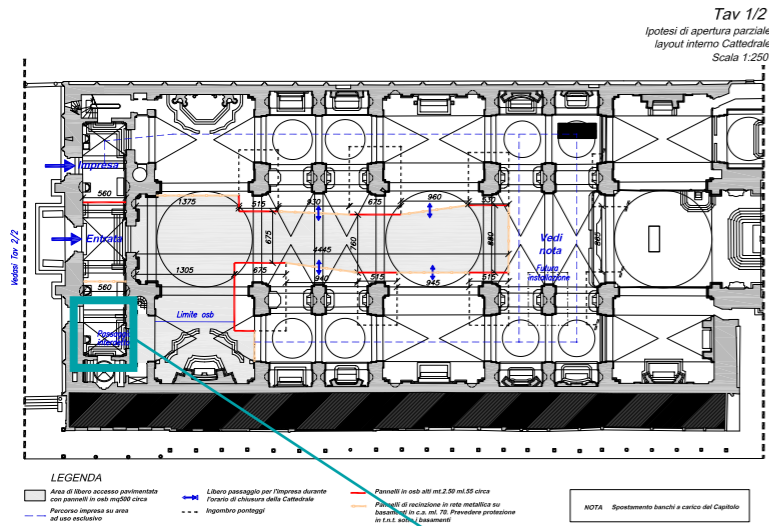 Tav 1/2
Ipotesi di apertura parziale
layout interno Cattedrale
Scala 1:250
Impresa
560
1375
515
930
675
960
530
Entrata
675
4445
760
880
Vedi
nota
860
Vedasi Tav 2/2
560
1305
675
940
515
945
Futura
installazione
Limite osb
LEGENDA
Area di libero accesso pavimentata
con pannelli in osb mq500 circa
Percorso impresa su area
ad uso esclusivo
Libero passaggio per l'impresa durante
l'orario di chiusura della Cattedrale
Ingombro ponteggi
Pannelli in osb alti mt.2.50 ml.55 circa
Pannelli di recinzione in rete metallica su
basamenti in c.a. ml. 70. Prevedere protezione
in t.n.t. sotto i basamenti
NOTA Spostamento banchi a carico del Capitolo